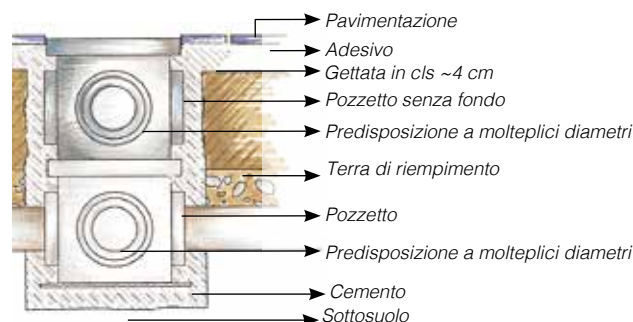 Pavimentazione
Adesivo
Gettata in cls ~4 cm
Pozzetto senza fondo
Predisposizione a molteplici diametri
Terra di riempimento
Pozzetto
Predisposizione a molteplici diametri
Cemento
Sottosuolo